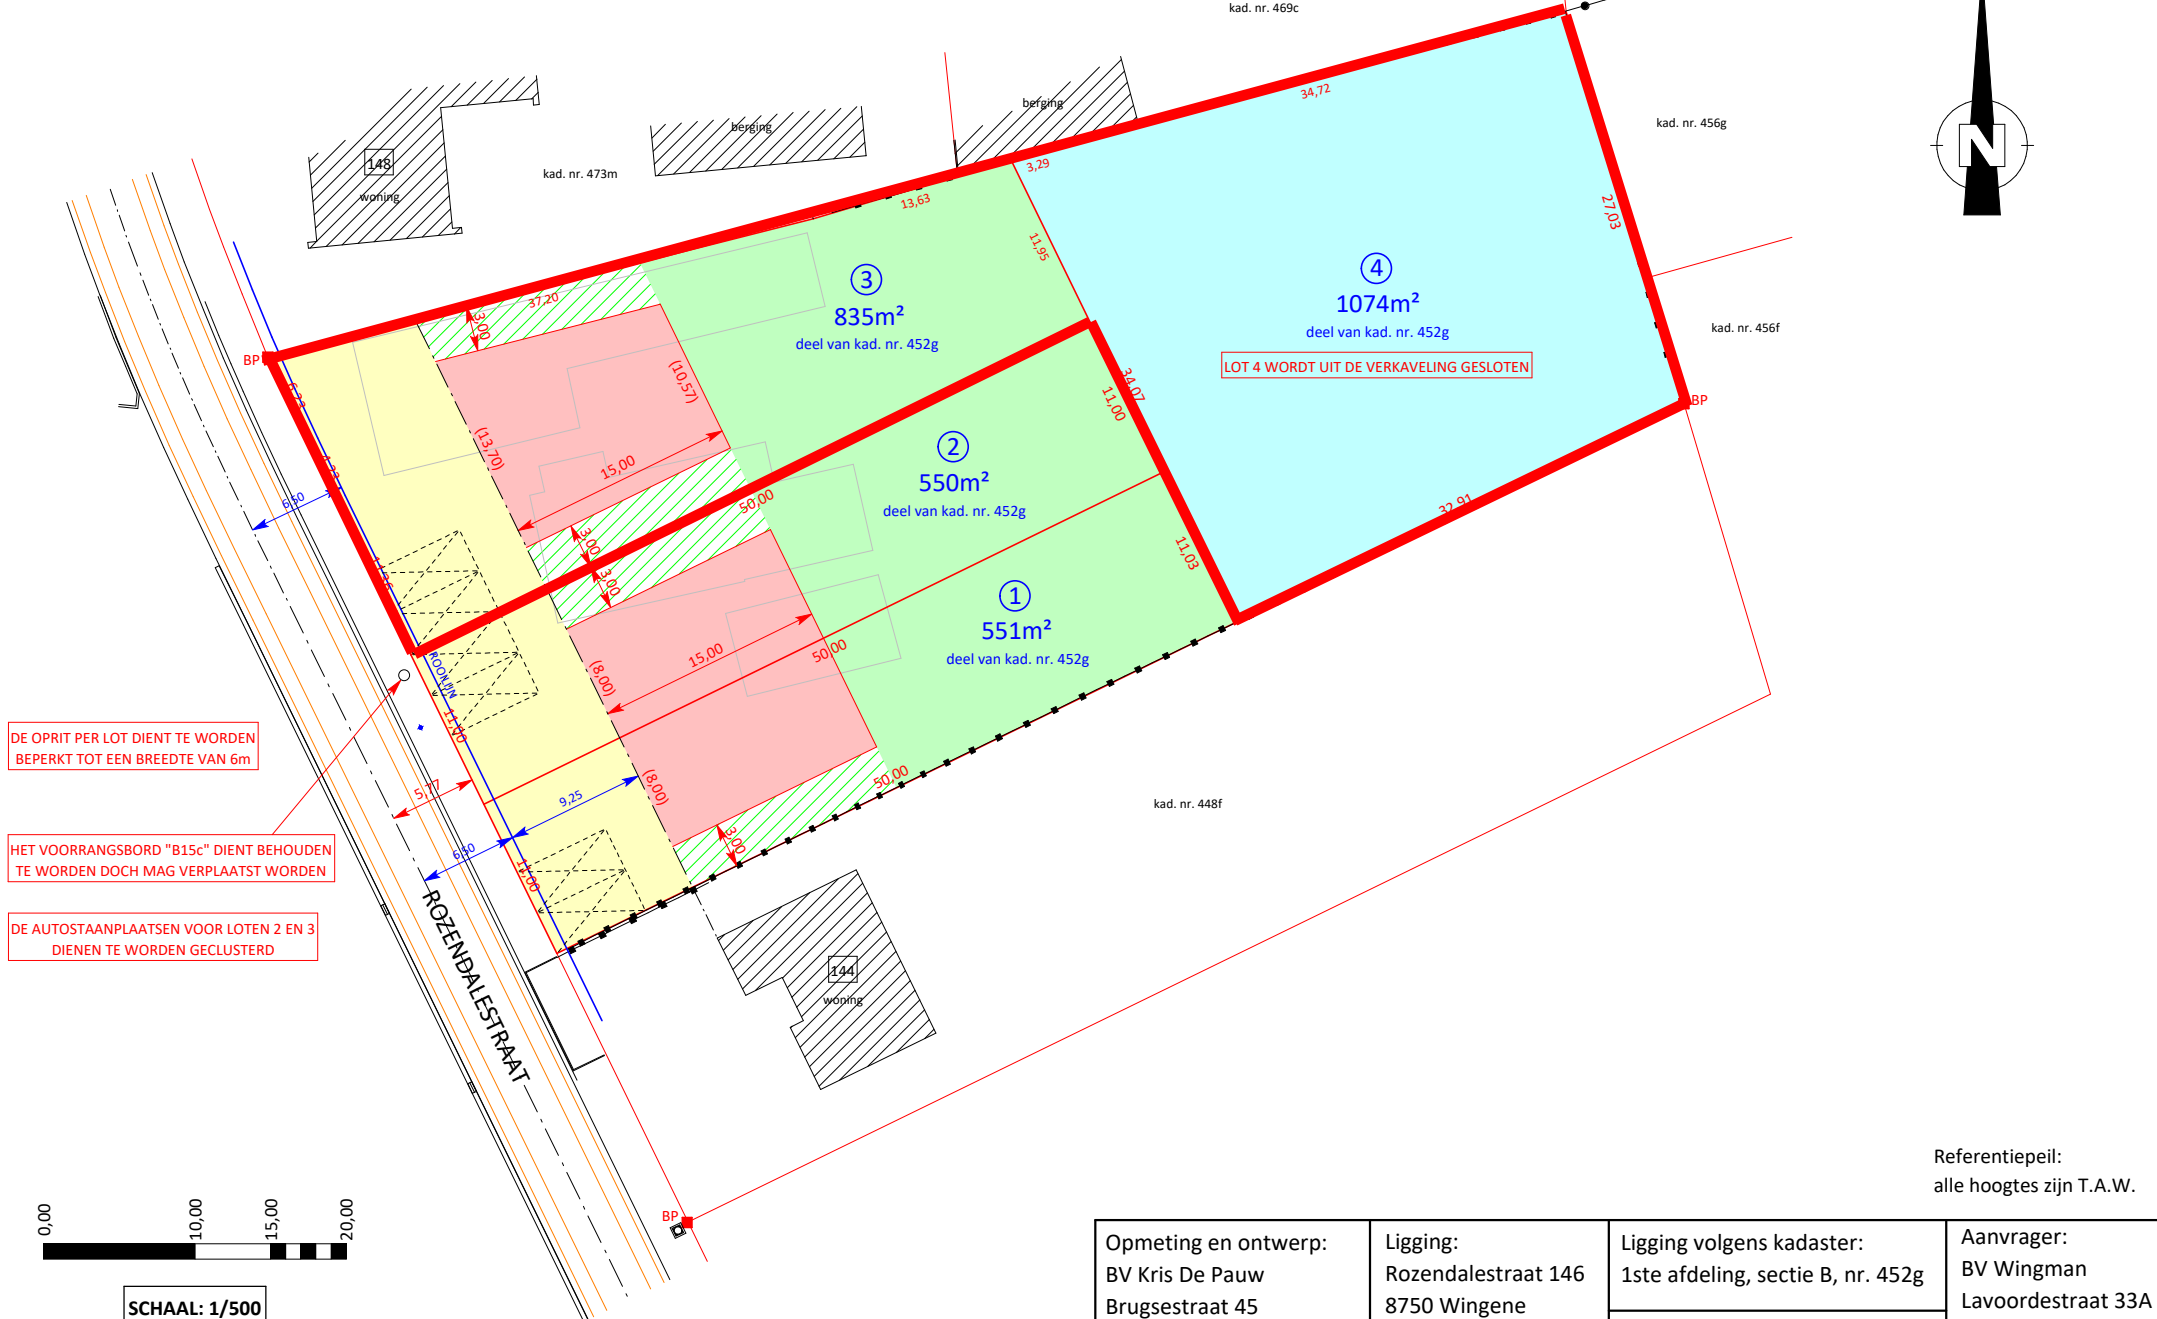 kad. nr. 469c
34,72
berging
berging
kad. nr. 456g
N
148
woning
kad. nr. 473m
3,29
13,63
27,03
11,95
3
835m²
deel van kad. nr. 452g
4
1074m²
deel van kad. nr. 452g
LOT 4 WORDT UIT DE VERKAVELING GESLOTEN
kad. nr. 456f
37,20
3,00
BP
(10,57)
34,07
11,00
BP
(13,70)
15,00
2
550m²
deel van kad. nr. 452g
6,50
50,00
32,91
3,00
3,00
11,03
1
551m²
deel van kad. nr. 452g
ROOILIJN
15,00
50,00
(8,00)
11,00
DE OPRIT PER LOT DIENT TE WORDEN
BEPERKT TOT EEN BREEDTE VAN 6m
5,77
9,25
(8,00)
50,00
kad. nr. 448f
HET VOORRANGSBORD "B15c" DIENT BEHOUDEN
TE WORDEN DOCH MAG VERPLAATST WORDEN
6,50
11,00
3,00
DE AUTOSTAANPLAATSEN VOOR LOTEN 2 EN 3
DIENEN TE WORDEN GECLUSTERD
ROZENDALESTRAAT
144
woning
BP
0,00
10,00
15,00
20,00
SCHAAL: 1/500
Referentiepeil:
alle hoogtes zijn T.A.W.
Opmeting en ontwerp:
BV Kris De Pauw
Brugsestraat 45
Ligging:
Rozendalestraat 146
8750 Wingene
Ligging volgens kadaster:
1ste afdeling, sectie B, nr. 452g
Aanvrager:
BV Wingman
Lavoordestraat 33A